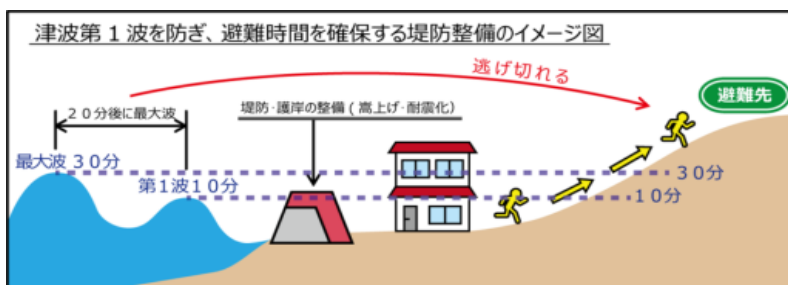 津波第1波を防ぎ、避難時間を確保する堤防整備のイメージ図
逃げ切れる
避難先
20分後に最大波
堤防・護岸の整備(嵩上げ・耐震化)
最大波30分
30分
第1波10分
10分